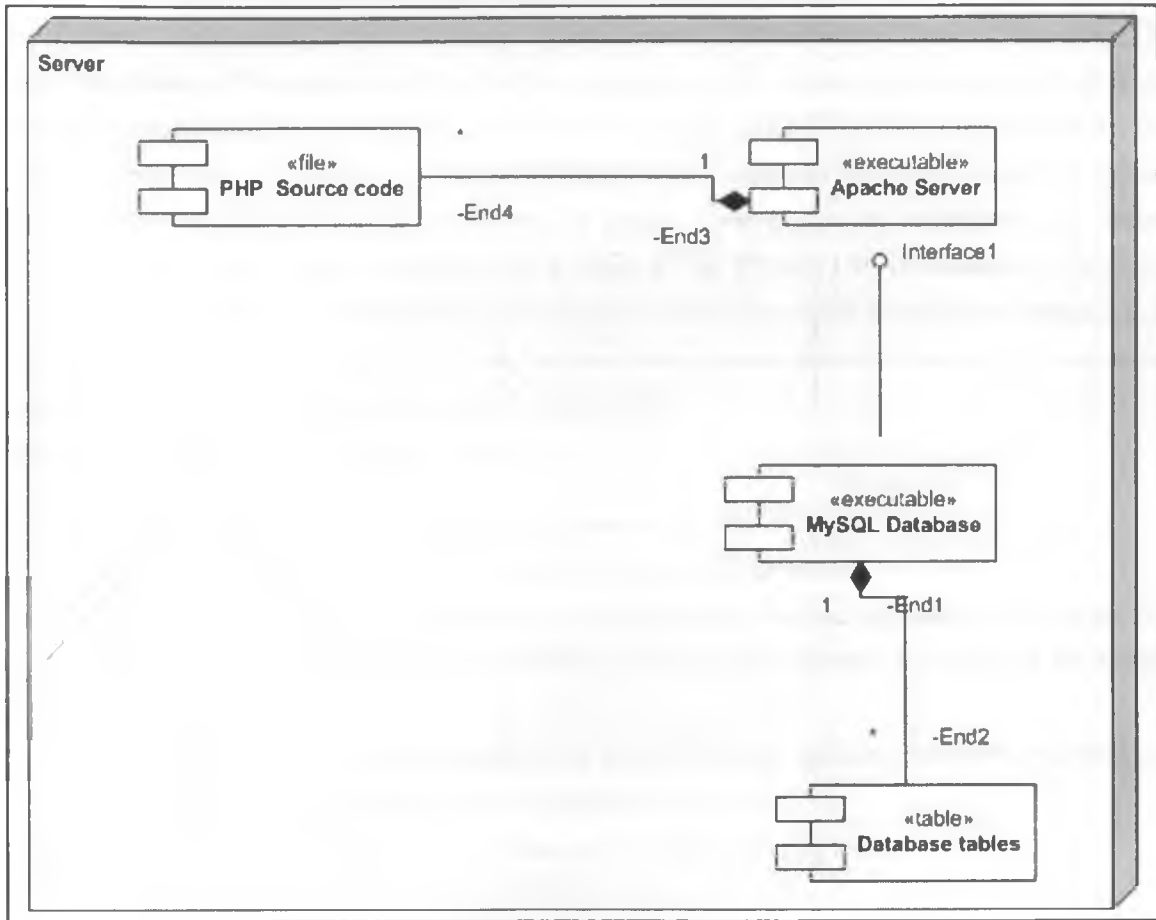 Server
*
1
«file»
PHP Source code
«executable»
Apache Server
-End4
-End3
Interface1
«executable»
MySQL Database
1
-End1
*
-End2
«table»
Database tables